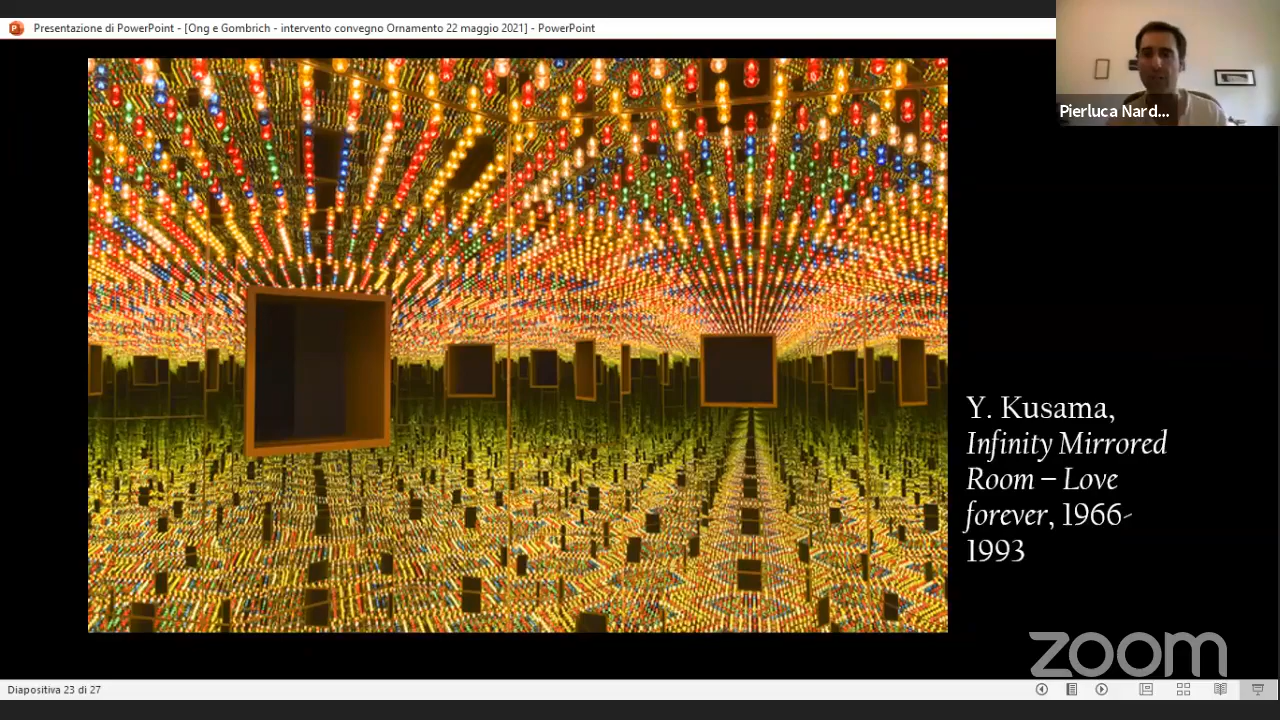 Presentazione di PowerPoint - [Ong e Gombrich - intervento convegno Ornamento 22 maggio 2021] - PowerPoint
Pierluca Nard...
Y. Kusama,
Infinity Mirrored
Room – Love
forever, 1966-
1993
zoom
Diapositiva 23 di 27